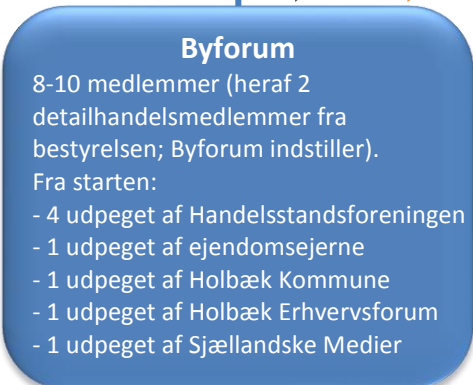 Byforum
8-10 medlemmer (heraf 2
detailhandelsmedlemmer fra
bestyrelsen; Byforum indstiller).
Fra starten:
- 4 udpeget af Handelsstandsforeningen
- 1 udpeget af ejendomsejerne
- 1 udpeget af Holbæk Kommune
- 1 udpeget af Holbæk Erhvervsforum
- 1 udpeget af Sjællandske Medier